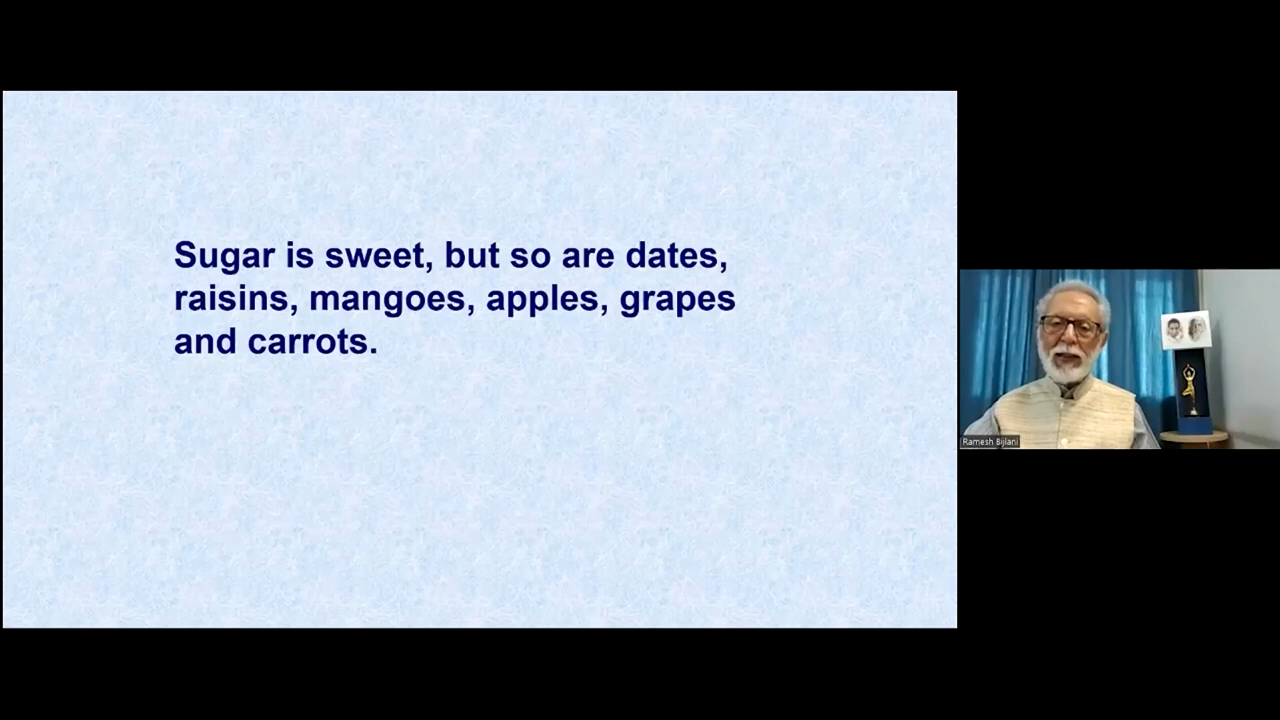 Sugar is sweet, but so are dates,
raisins, mangoes, apples, grapes
and carrots.
Ramesh Bijlani